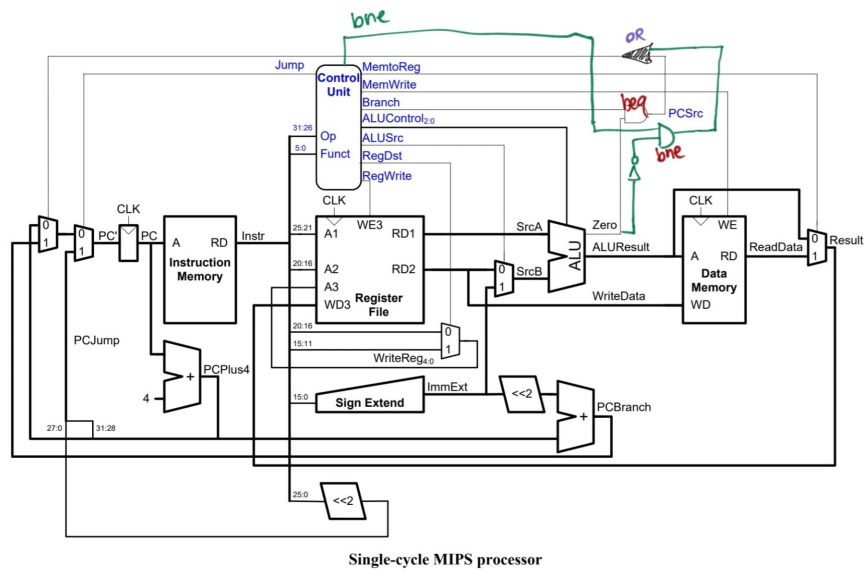 bne
OR
Jump
MemtoReg
Control
Unit
MemWrite
Branch
beq
PCSrc
ALUControl2:0
31:26
Op
ALUSrc
5:0
Funct
RegDst
bne
RegWrite
CLK
CLK
CLK
0
1
0
1
PC'
PC
A
RD
Instruction
Memory
Instr
25:21
A1
WE3
RD1
SrcA
Zero
WE
20:16
A2
RD2
0
1
SrcB
ALU
ALUResult
A
RD
ReadData
0
1
Result
A3
WD3
Register
File
Data
Memory
WriteData
WD
20:16
0
15:11
1
WriteReg4:0
PCJump
PCPlus4
+
4
ImmExt
15:0
Sign Extend
<<2
PCBranch
+
27:0
31:28
25:0
<<2
Single-cycle MIPS processor